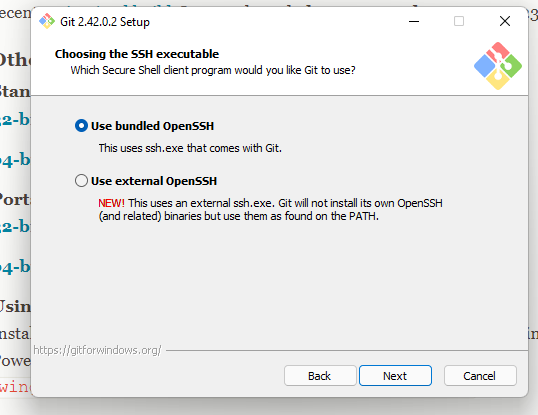 Git 2.42.0.2 Setup
Choosing the SSH executable
Which Secure Shell client program would you like Git to use?
Use bundled OpenSSH
This uses ssh.exe that comes with Git.
Use external OpenSSH
NEW! This uses an external ssh.exe. Git will not install its own OpenSSH
(and related) binaries but use them as found on the PATH.
https://gitforwindows.org/
Back
Next
Cancel